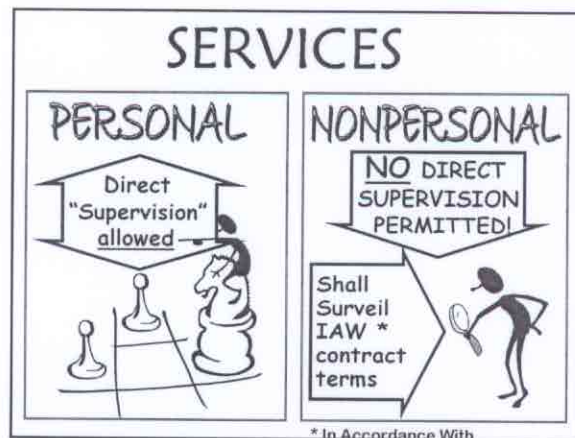 SERVICES
PERSONAL
Direct
"Supervision"
allowed
NONPERSONAL
NO DIRECT
SUPERVISION
PERMITTED!
Shall
Surveil
IAW *
contract
terms
* In Accordance With